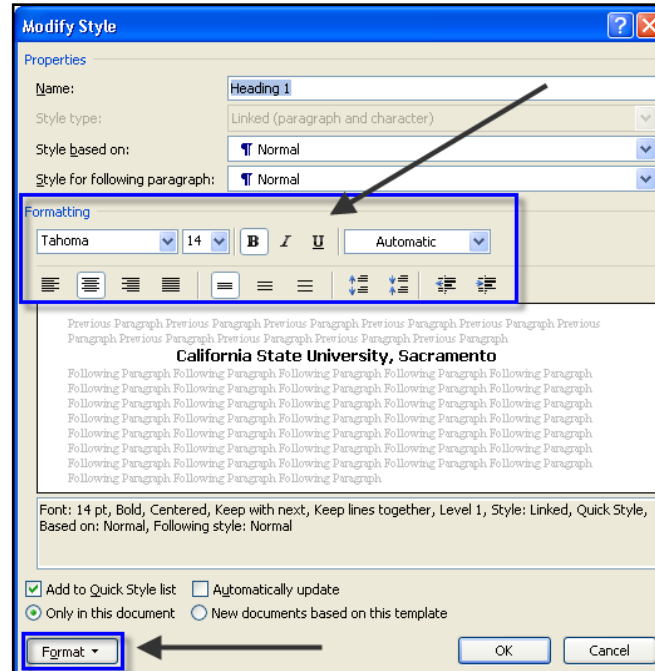 Modify Style
Properties
Name: Heading 1
Style type: Linked (paragraph and character)
Style based on: ¶ Normal
Style for following paragraph: ¶ Normal
Formatting
Tahoma 14 B I U Automatic
Previous Paragraph Previous Paragraph Previous Paragraph Previous Paragraph Previous Paragraph Previous
Paragraph Previous Paragraph Previous Paragraph Previous Paragraph Previous Paragraph
California State University, Sacramento
Following Paragraph Following Paragraph Following Paragraph Following Paragraph Following Paragraph
Following Paragraph Following Paragraph Following Paragraph Following Paragraph Following Paragraph
Following Paragraph Following Paragraph Following Paragraph Following Paragraph Following Paragraph
Following Paragraph Following Paragraph Following Paragraph Following Paragraph Following Paragraph
Following Paragraph Following Paragraph Following Paragraph Following Paragraph Following Paragraph
Following Paragraph Following Paragraph Following Paragraph Following Paragraph Following Paragraph
Following Paragraph Following Paragraph Following Paragraph Following Paragraph Following Paragraph
Following Paragraph Following Paragraph Following Paragraph
Font: 14 pt, Bold, Centered, Keep with next, Keep lines together, Level 1, Style: Linked, Quick Style,
Based on: Normal, Following style: Normal
Add to Quick Style list Automatically update
Only in this document New documents based on this template
Format OK Cancel